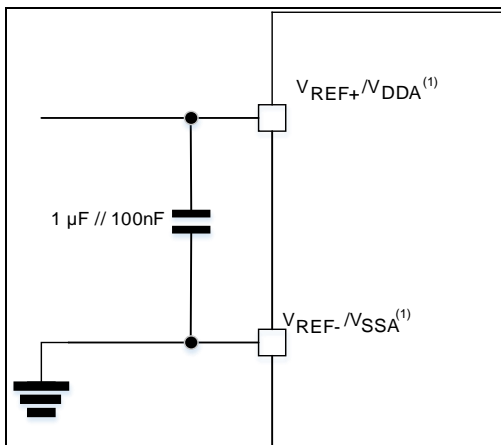 VREF+/VDDA(1)
1 µF // 100nF
VREF- /VSSA(1)